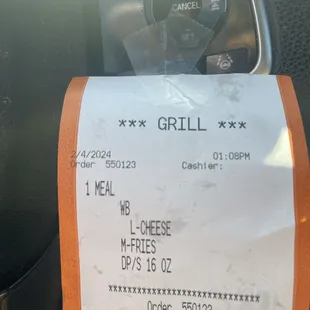 CANCEL
*** GRILL ***
2/4/2024 01:08PM
Order 550123 Cashier:
1 MEAL
WB
L-CHEESE
M-FRIES
DP/S 16 OZ
*****************************
Order 550123